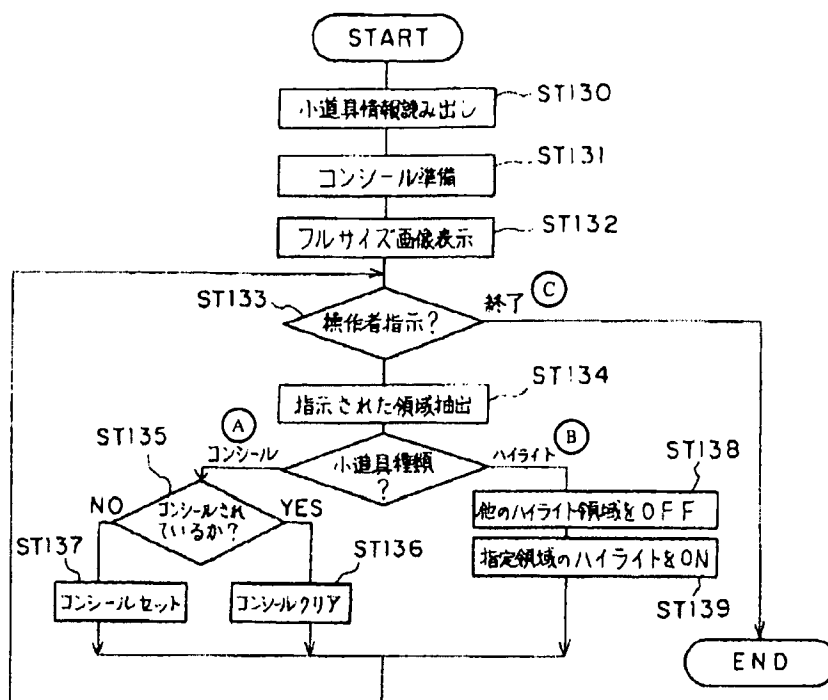 START
小道具情報読み出し
ST130
コンシール準備
ST131
フルサイズ画像表示
ST132
ST133
操作者指示?
終了
C
指示された領域抽出
ST134
A
コンシール
小道具種類
?
ハイライト
B
ST135
NO
コンシールされ
ているか?
YES
ST138
他のハイライト領域をOFF
指定領域のハイライトをON
ST139
ST137
コンシールセット
ST136
コンシールクリア
END